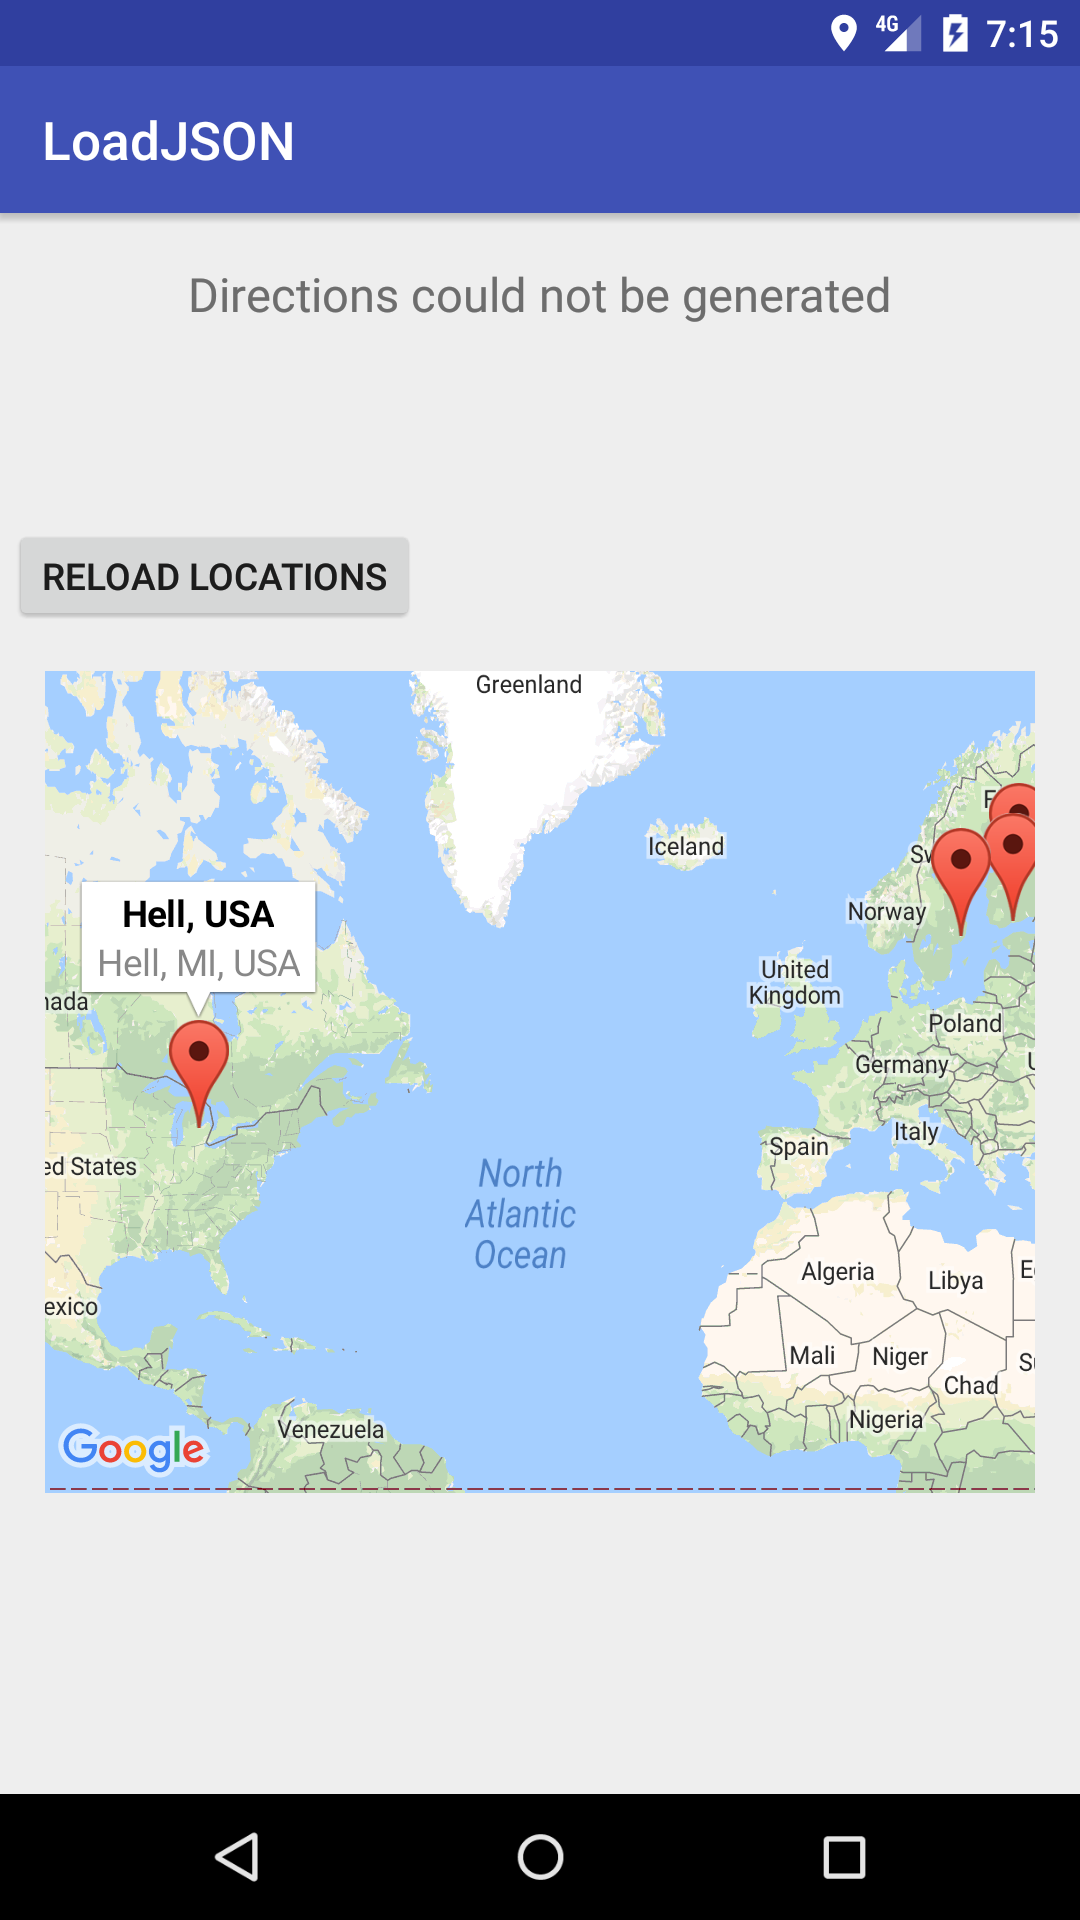 4G 7:15
LoadJSON
Directions could not be generated
RELOAD LOCATIONS
Greenland
Iceland
Norway
Hell, USA
Hell, MI, USA
United
Kingdom
nada
Poland
Germany
Italy
Spain
ed States
North
Atlantic
Ocean
Algeria
Libya
exico
Mali
Niger
Chad
Nigeria
Venezuela
Google